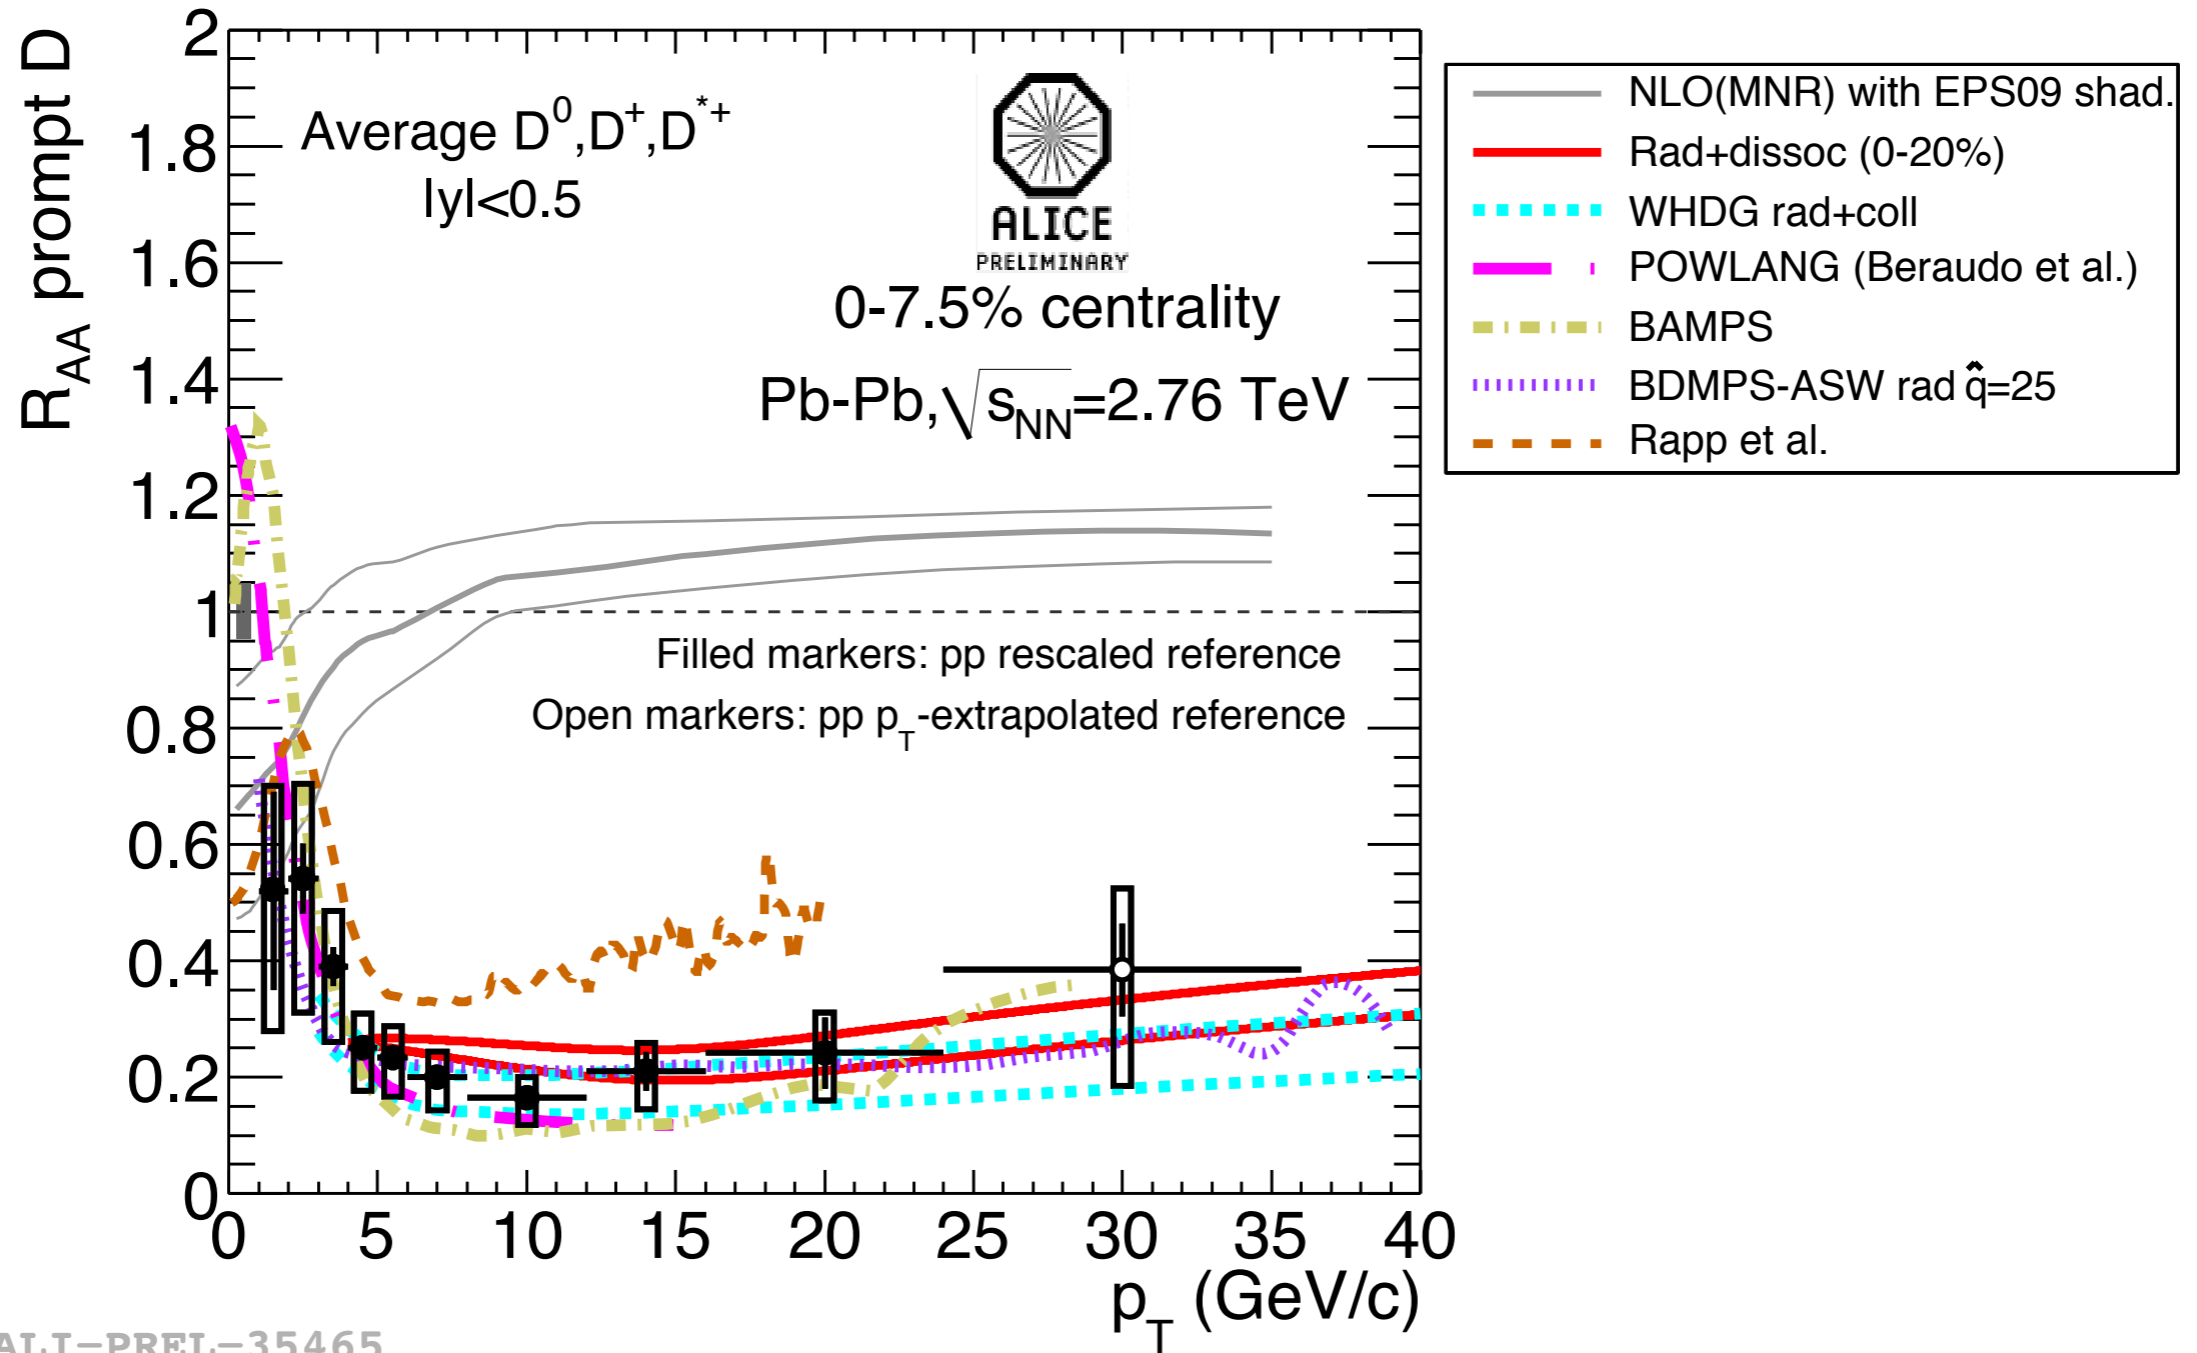 R_AA prompt D
2
1.8
1.6
1.4
1.2
1
0.8
0.6
0.4
0.2
0
Average D^0,D^+,D^*+
|y|<0.5
ALICE
PRELIMINARY
0-7.5% centrality
Pb-Pb, √s_NN=2.76 TeV
Filled markers: pp rescaled reference
Open markers: pp p_T-extrapolated reference
0 5 10 15 20 25 30 35 40
p_T (GeV/c)
NLO(MNR) with EPS09 shad.
Rad+dissoc (0-20%)
WHDG rad+coll
POWLANG (Beraudo et al.)
BAMPS
BDMPS-ASW rad q̂=25
Rapp et al.
ALI-PREL-35465